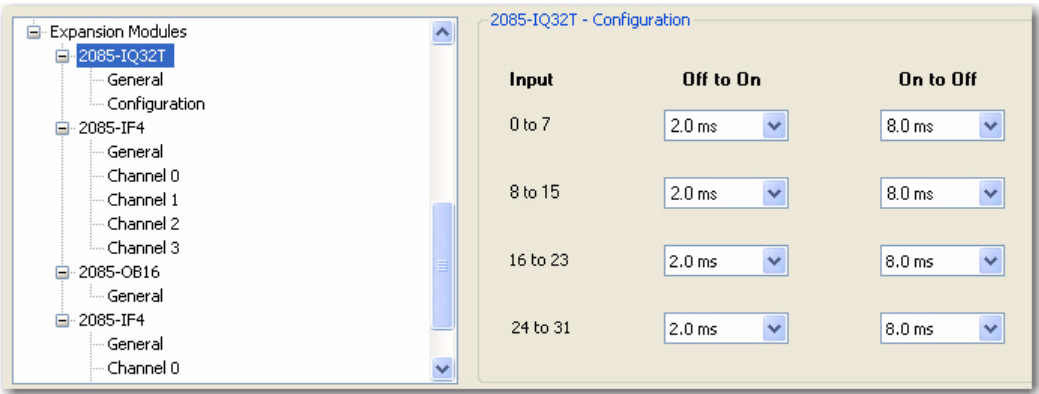 Expansion Modules
2085-IQ32T
General
Configuration
2085-IF4
General
Channel 0
Channel 1
Channel 2
Channel 3
2085-OB16
General
2085-IF4
General
Channel 0
2085-IQ32T - Configuration
Input Off to On On to Off
0 to 7 2.0 ms 8.0 ms
8 to 15 2.0 ms 8.0 ms
16 to 23 2.0 ms 8.0 ms
24 to 31 2.0 ms 8.0 ms